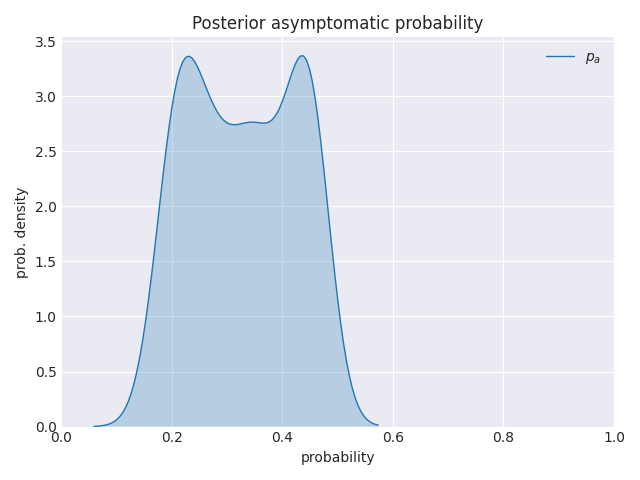 Posterior asymptomatic probability
3.5
3.0
2.5
2.0
1.5
1.0
0.5
0.0
prob. density
pₐ
0.0 0.2 0.4 0.6 0.8 1.0
probability